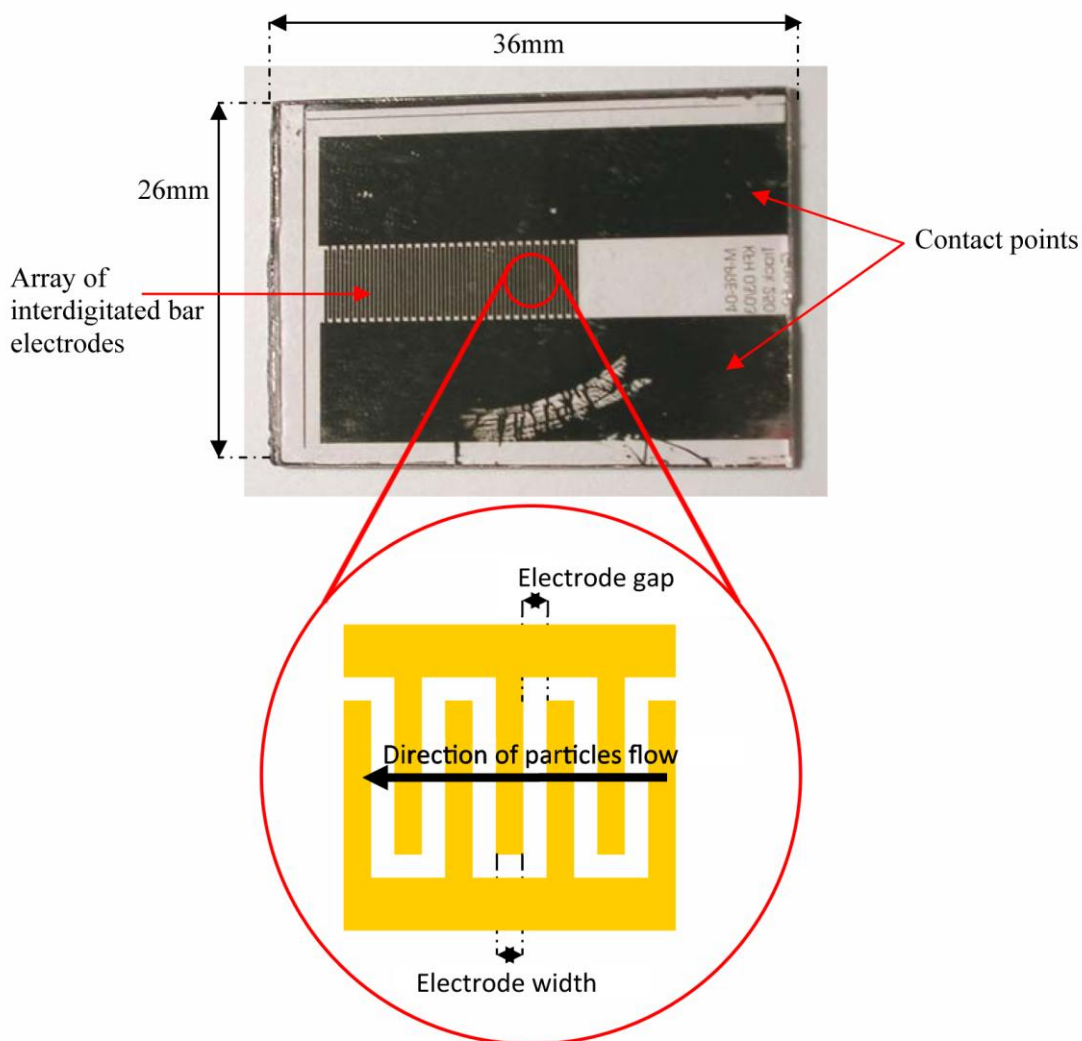 36mm
26mm
Contact points
Array of
interdigitated bar
electrodes
Electrode gap
Direction of particles flow
Electrode width